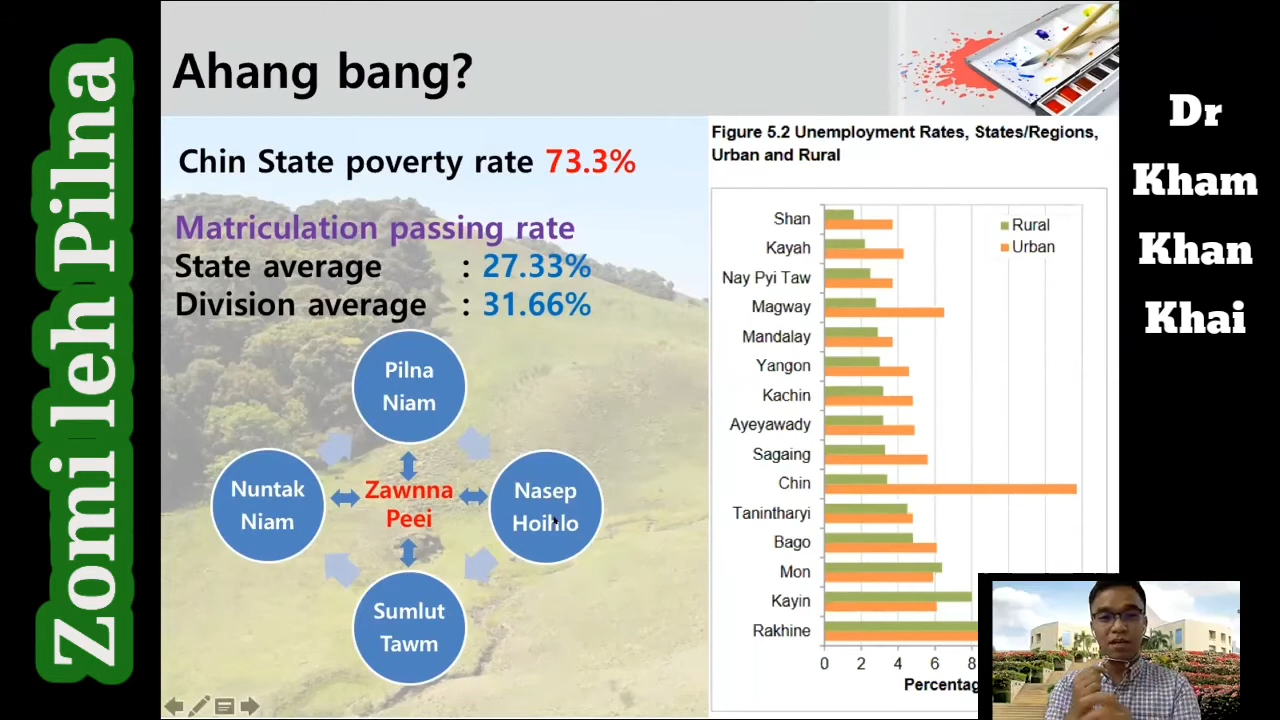 Zomi leh Pilna
Ahang bang?
Chin State poverty rate 73.3%
Matriculation passing rate
State average : 27.33%
Division average : 31.66%
Pilna
Niam
Nuntak
Niam
Zawnna
Peei
Nasep
Hoihlo
Sumlut
Tawm
Figure 5.2 Unemployment Rates, States/Regions,
Urban and Rural
Rural
Urban
Shan
Kayah
Nay Pyi Taw
Magway
Mandalay
Yangon
Kachin
Ayeyawady
Sagaing
Chin
Tanintharyi
Bago
Mon
Kayin
Rakhine
0 2 4 6 8
Dr
Kham
Khan
Khai